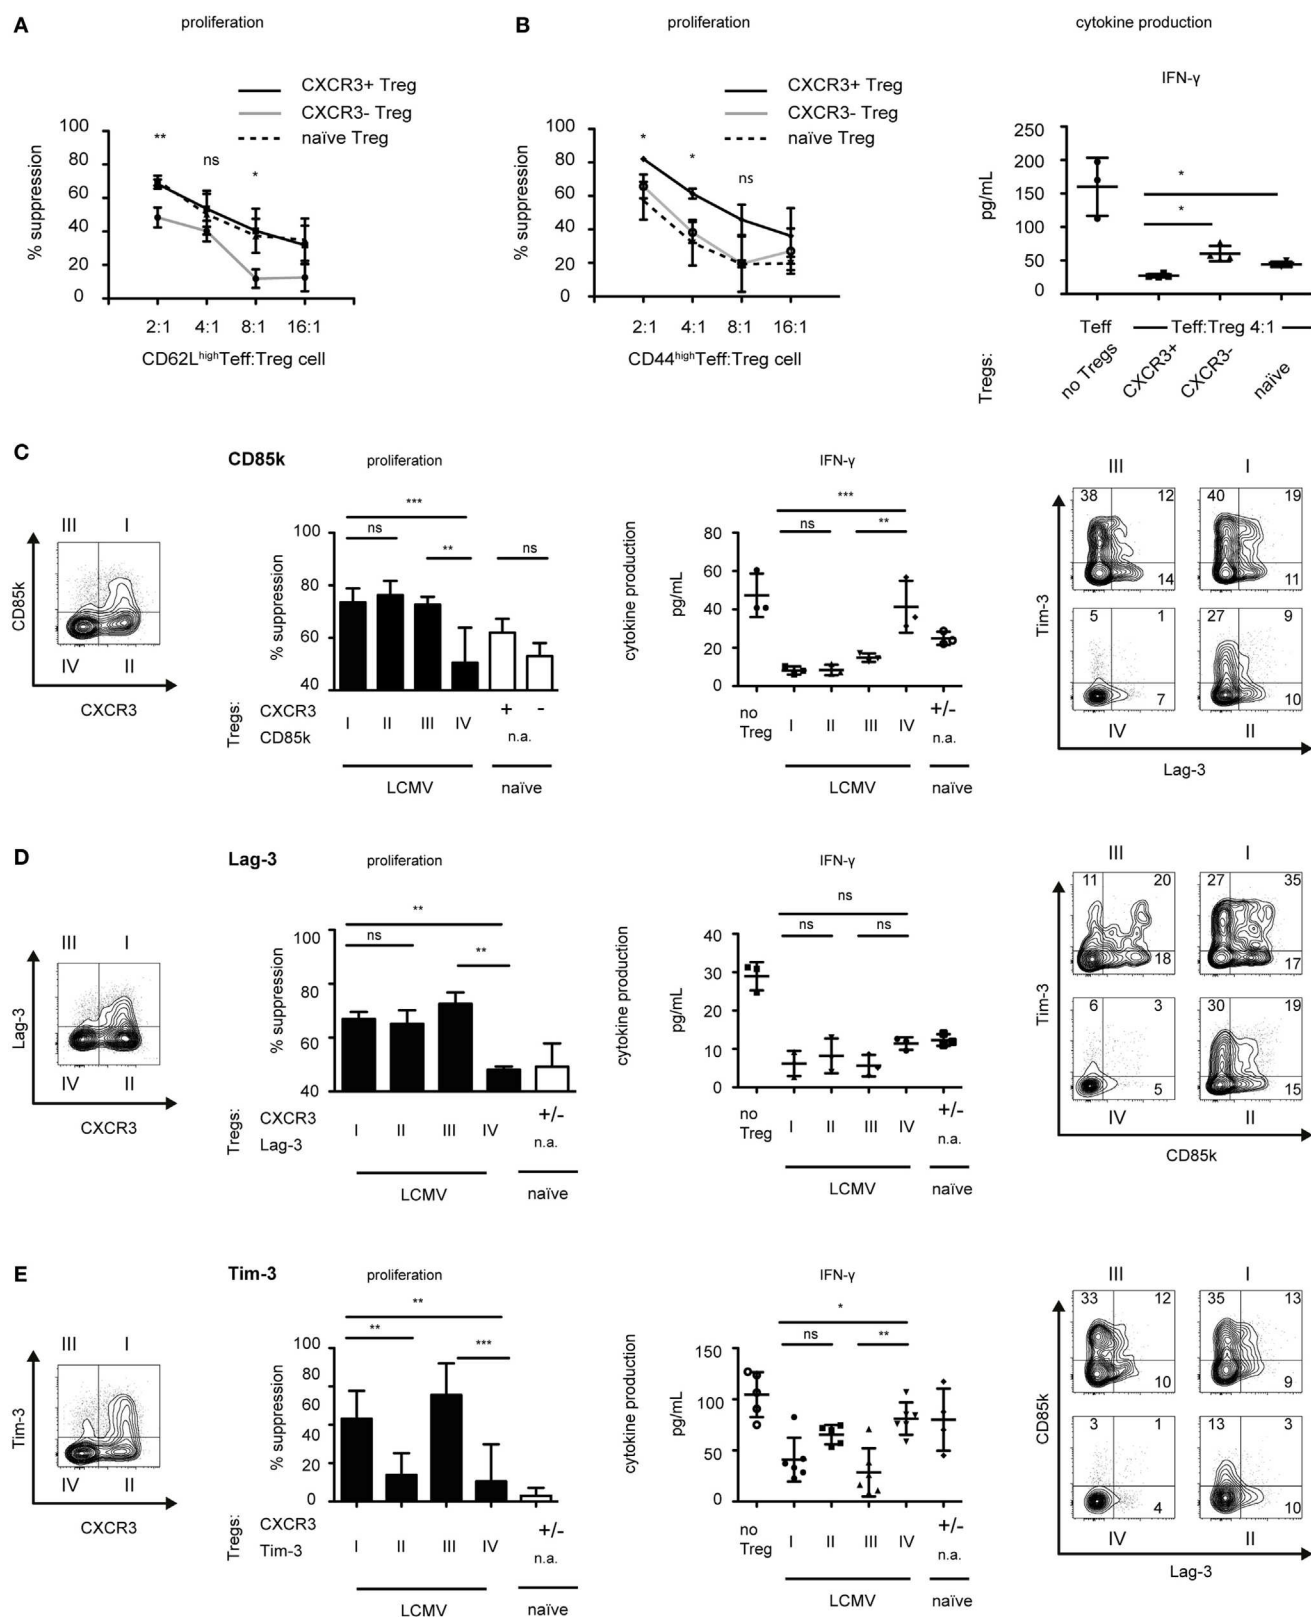 A
proliferation
CXCR3+ Treg
CXCR3- Treg
naïve Treg
% suppression
100
80
60
40
20
0
**
ns
*
2:1 4:1 8:1 16:1
CD62LhighTeff:Treg cell
B
proliferation
CXCR3+ Treg
CXCR3- Treg
naïve Treg
% suppression
100
80
60
40
20
0
*
*
ns
2:1 4:1 8:1 16:1
CD44highTeff:Treg cell
cytokine production
IFN-γ
pg/mL
250
200
150
100
50
0
*
*
Teff Teff:Treg 4:1
Tregs:
no Tregs
CXCR3+
CXCR3-
naïve
C
CD85k
III I
IV II
CD85k
CXCR3
proliferation
% suppression
100
80
60
40
***
ns
**
ns
Tregs:
CXCR3
CD85k
I II III IV + -
n.a.
LCMV naïve
IFN-γ
cytokine production
pg/mL
80
60
40
20
0
***
ns **
no Treg
I II III IV +/-
n.a.
LCMV naïve
III I
38 12
14
40 19
11
5 1
7
27 9
10
IV II
Tim-3
Lag-3
D
Lag-3
III I
IV II
Lag-3
CXCR3
proliferation
% suppression
100
80
60
40
**
ns
**
Tregs:
CXCR3
Lag-3
I II III IV +/-
n.a.
LCMV naïve
IFN-γ
cytokine production
pg/mL
40
30
20
10
0
ns
ns ns
no Treg
I II III IV +/-
n.a.
LCMV naïve
III I
11 20
18
27 35
17
6 3
5
30 19
15
IV II
Tim-3
CD85k
E
Tim-3
III I
IV II
Tim-3
CXCR3
proliferation
% suppression
100
80
60
40
20
0
**
**
***
Tregs:
CXCR3
Tim-3
I II III IV +/-
n.a.
LCMV naïve
IFN-γ
cytokine production
pg/mL
150
100
50
0
*
ns **
no Treg
I II III IV +/-
n.a.
LCMV naïve
III I
33 12
10
35 13
9
3 1
4
13 3
10
IV II
CD85k
Lag-3